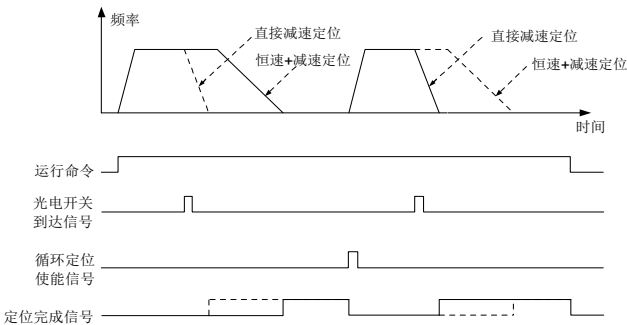 频率
直接减速定位
恒速+减速定位
直接减速定位
恒速+减速定位
时间
运行命令
光电开关
到达信号
循环定位
使能信号
定位完成信号